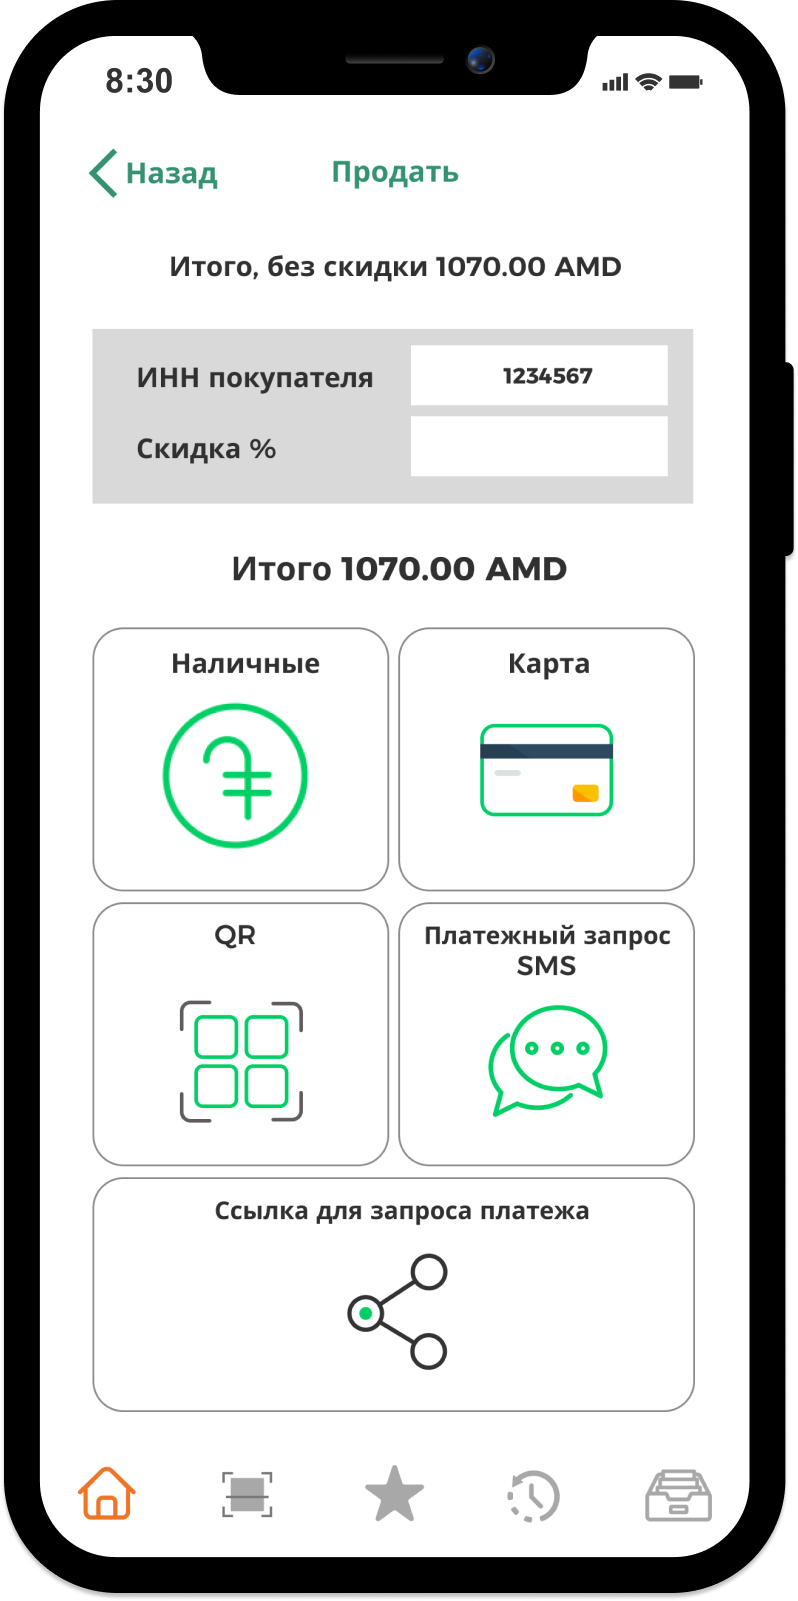 8:30
Назад
Продать
Итого, без скидки 1070.00 AMD
ИНН покупателя 1234567
Скидка %
Итого 1070.00 AMD
Наличные
Карта
QR
Платежный запрос
SMS
Ссылка для запроса платежа